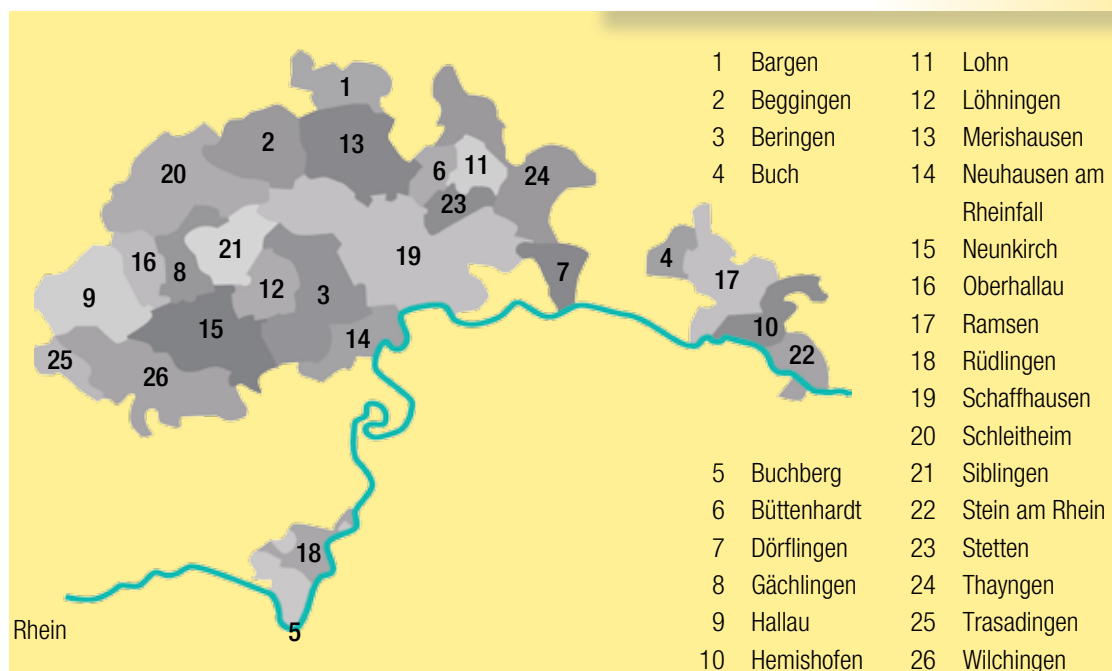 1
2
13
20
6
11
24
23
21
19
16
8
4
7
17
9
12
3
15
14
10
25
26
22
18
5
Rhein
1 Bargen
2 Beggingen
3 Beringen
4 Buch
5 Buchberg
6 Büttenhardt
7 Dörflingen
8 Gächlingen
9 Hallau
10 Hemishofen
11 Lohn
12 Löhningen
13 Merishausen
14 Neuhausen am
Rheinfall
15 Neunkirch
16 Oberhallau
17 Ramsen
18 Rüdlingen
19 Schaffhausen
20 Schleitheim
21 Siblingen
22 Stein am Rhein
23 Stetten
24 Thayngen
25 Trasadingen
26 Wilchingen